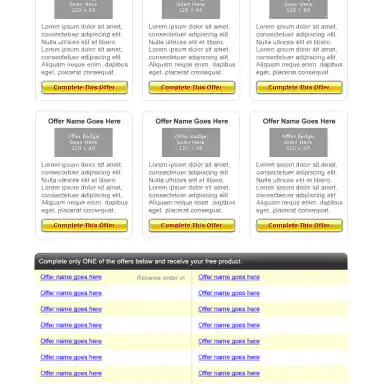 Goes Here
120 x 60
Goes Here
120 x 60
Goes Here
120 x 60
Lorem ipsum dolor sit amet,
consectetuer adipiscing elit.
Nulla ultrices elit et libero.
Lorem ipsum dolor sit amet,
consectetuer adipiscing elit.
Aliquam neque enim, dapibus
eget, placerat consequat.
Complete This Offer
Lorem ipsum dolor sit amet,
consectetuer adipiscing elit.
Nulla ultrices elit et libero.
Lorem ipsum dolor sit amet,
consectetuer adipiscing elit.
Aliquam neque enim, dapibus
eget, placerat consequat.
Complete This Offer
Lorem ipsum dolor sit amet,
consectetuer adipiscing elit.
Nulla ultrices elit et libero.
Lorem ipsum dolor sit amet,
consectetuer adipiscing elit.
Aliquam neque enim, dapibus
eget, placerat consequat.
Complete This Offer
Offer Name Goes Here
Offer Badge
Goes Here
120 x 60
Lorem ipsum dolor sit amet,
consectetuer adipiscing elit.
Nulla ultrices elit et libero.
Lorem ipsum dolor sit amet,
consectetuer adipiscing elit.
Aliquam neque enim, dapibus
eget, placerat consequat.
Complete This Offer
Offer Name Goes Here
Offer Badge
Goes Here
120 x 60
Lorem ipsum dolor sit amet,
consectetuer adipiscing elit.
Nulla ultrices elit et libero.
Lorem ipsum dolor sit amet,
consectetuer adipiscing elit.
Aliquam neque enim, dapibus
eget, placerat consequat.
Complete This Offer
Offer Name Goes Here
Offer Badge
Goes Here
120 x 60
Lorem ipsum dolor sit amet,
consectetuer adipiscing elit.
Nulla ultrices elit et libero.
Lorem ipsum dolor sit amet,
consectetuer adipiscing elit.
Aliquam neque enim, dapibus
eget, placerat consequat.
Complete This Offer
Complete only ONE of the offers below and receive your free product.
Offer name goes here Receive order in Offer name goes here
Offer name goes here Offer name goes here
Offer name goes here Offer name goes here
Offer name goes here Offer name goes here
Offer name goes here Offer name goes here
Offer name goes here Offer name goes here
Offer name goes here Offer name goes here